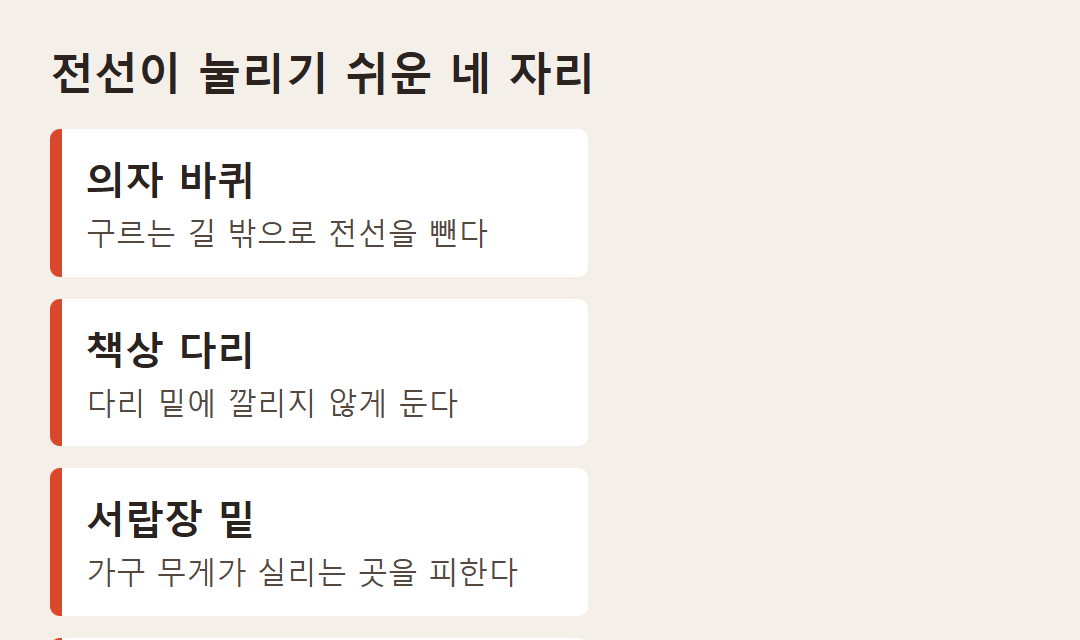 전선이 눌리기 쉬운 네 자리
의자 바퀴
구르는 길 밖으로 전선을 뺀다
책상 다리
다리 밑에 깔리지 않게 둔다
서랍장 밑
가구 무게가 실리는 곳을 피한다